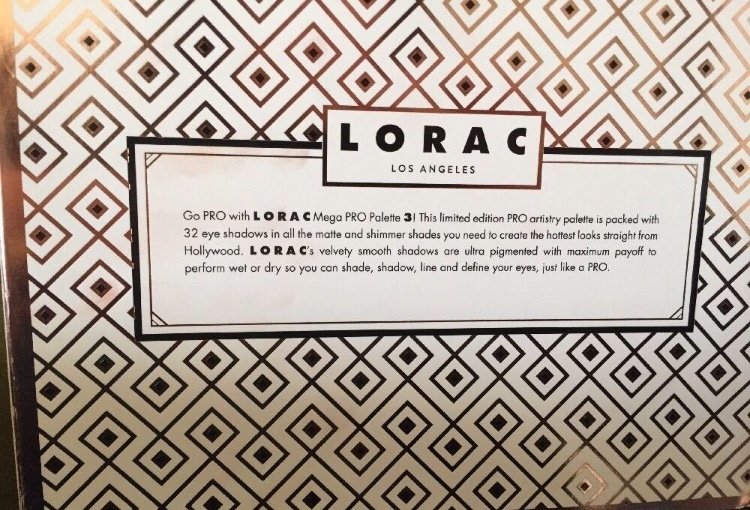 LORAC
LOS ANGELES
Go PRO with LORAC Mega PRO Palette 3! This limited edition PRO artistry palette is packed with
32 eye shadows in all the matte and shimmer shades you need to create the hottest looks straight from
Hollywood. LORAC's velvety smooth shadows are ultra pigmented with maximum payoff to
perform wet or dry so you can shade, shadow, line and define your eyes, just like a PRO.